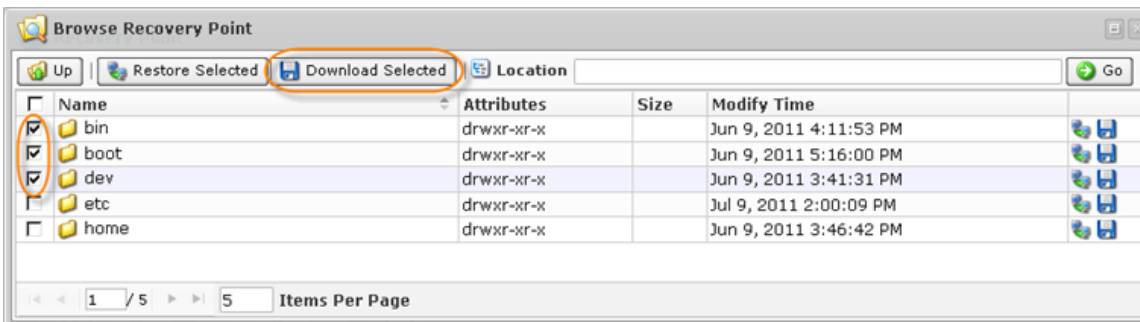 Browse Recovery Point
Up | Restore Selected Download Selected Location Go
Name Attributes Size Modify Time
bin drwxr-xr-x Jun 9, 2011 4:11:53 PM
boot drwxr-xr-x Jun 9, 2011 5:16:00 PM
dev drwxr-xr-x Jun 9, 2011 3:41:31 PM
etc drwxr-xr-x Jul 9, 2011 2:00:09 PM
home drwxr-xr-x Jun 9, 2011 3:46:42 PM
1 / 5 5 Items Per Page